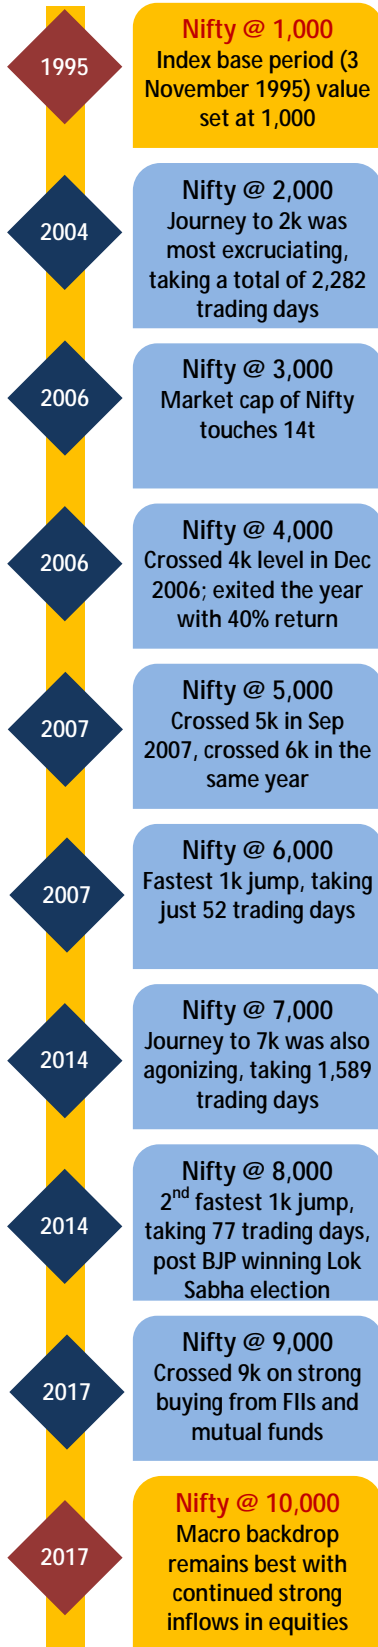 1995
Nifty @ 1,000
Index base period (3
November 1995) value
set at 1,000
2004
Nifty @ 2,000
Journey to 2k was
most excruciating,
taking a total of 2,282
trading days
2006
Nifty @ 3,000
Market cap of Nifty
touches 14t
2006
Nifty @ 4,000
Crossed 4k level in Dec
2006; exited the year
with 40% return
2007
Nifty @ 5,000
Crossed 5k in Sep
2007, crossed 6k in the
same year
2007
Nifty @ 6,000
Fastest 1k jump, taking
just 52 trading days
2014
Nifty @ 7,000
Journey to 7k was also
agonizing, taking 1,589
trading days
2014
Nifty @ 8,000
2nd fastest 1k jump,
taking 77 trading days,
post BJP winning Lok
Sabha election
2017
Nifty @ 9,000
Crossed 9k on strong
buying from FIIs and
mutual funds
2017
Nifty @ 10,000
Macro backdrop
remains best with
continued strong
inflows in equities